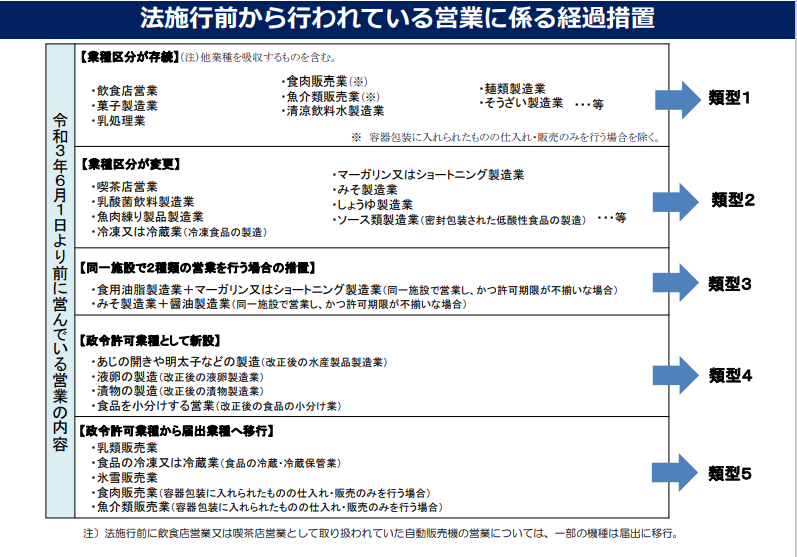 法施行前から行われている営業に係る経過措置
令和3年6月1日より前に営んでいる営業の内容
【業種区分が存続】(注)他業種を吸収するものを含む。
・飲食店営業
・菓子製造業
・乳処理業
・食肉販売業(※)
・魚介類販売業(※)
・清涼飲料水製造業
・麺類製造業
・そうざい製造業 ・・・等
※ 容器包装に入れられたものの仕入れ・販売のみを行う場合を除く。
類型1
【業種区分が変更】
・喫茶店営業
・乳酸菌飲料製造業
・魚肉練り製品製造業
・冷凍又は冷蔵業(冷凍食品の製造)
・マーガリン又はショートニング製造業
・みそ製造業
・しょうゆ製造業
・ソース類製造業(密封包装された低酸性食品の製造) ・・・等
類型2
【同一施設で2種類の営業を行う場合の措置】
・食用油脂製造業+マーガリン又はショートニング製造業(同一施設で営業し、かつ許可期限が不揃いな場合)
・みそ製造業+醤油製造業(同一施設で営業し、かつ許可期限が不揃いな場合)
類型3
【政令許可業種として新設】
・あじの開きや明太子などの製造(改正後の水産製品製造業)
・液卵の製造(改正後の液卵製造業)
・漬物の製造(改正後の漬物製造業)
・食品を小分けする営業(改正後の食品の小分け業)
類型4
【政令許可業種から届出業種へ移行】
・乳類販売業
・食品の冷凍又は冷蔵業(食品の冷蔵・冷蔵保管業)
・氷雪販売業
・食肉販売業(容器包装に入れられたものの仕入れ・販売のみを行う場合)
・魚介類販売業(容器包装に入れられたものの仕入れ・販売のみを行う場合)
類型5
注)法施行前に飲食店営業又は喫茶店営業として取り扱われていた自動販売機の営業については、一部の機種は届出に移行。